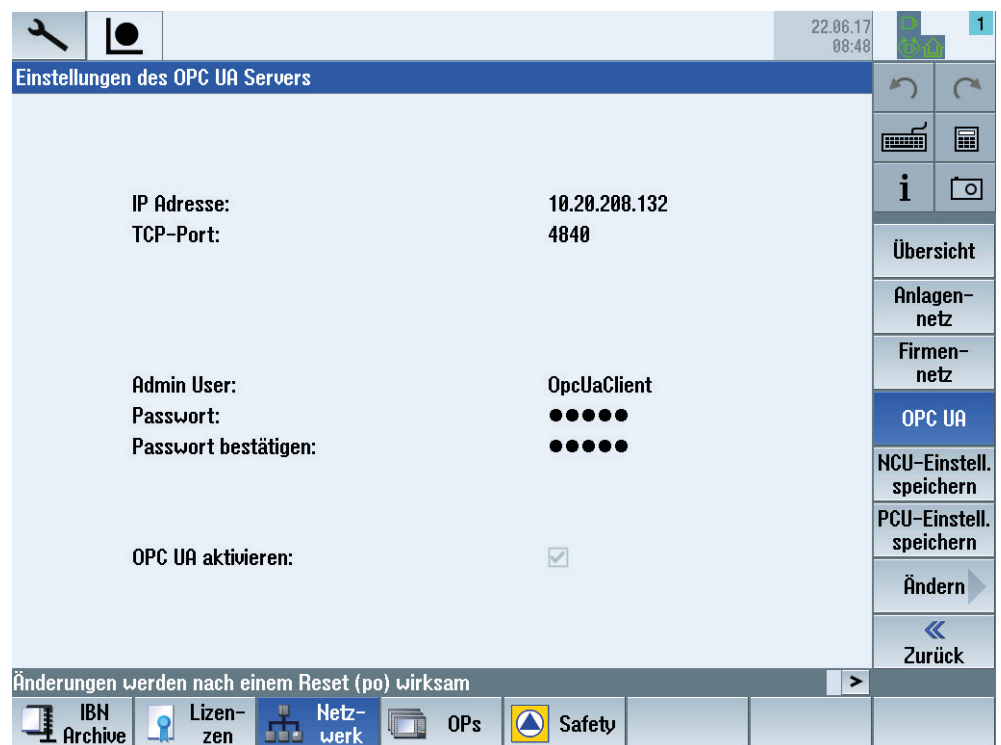 22.06.17
08:48
1
Einstellungen des OPC UA Servers
IP Adresse: 10.20.208.132
TCP-Port: 4840
Admin User: OpcUaClient
Passwort: ●●●●●
Passwort bestätigen: ●●●●●
OPC UA aktivieren:
Änderungen werden nach einem Reset (po) wirksam
>
i
Übersicht
Anlagen-
netz
Firmen-
netz
OPC UA
NCU-Einstell.
speichern
PCU-Einstell.
speichern
Ändern
Zurück
IBN
Archive
Lizen-
zen
Netz-
werk
OPs
Safety